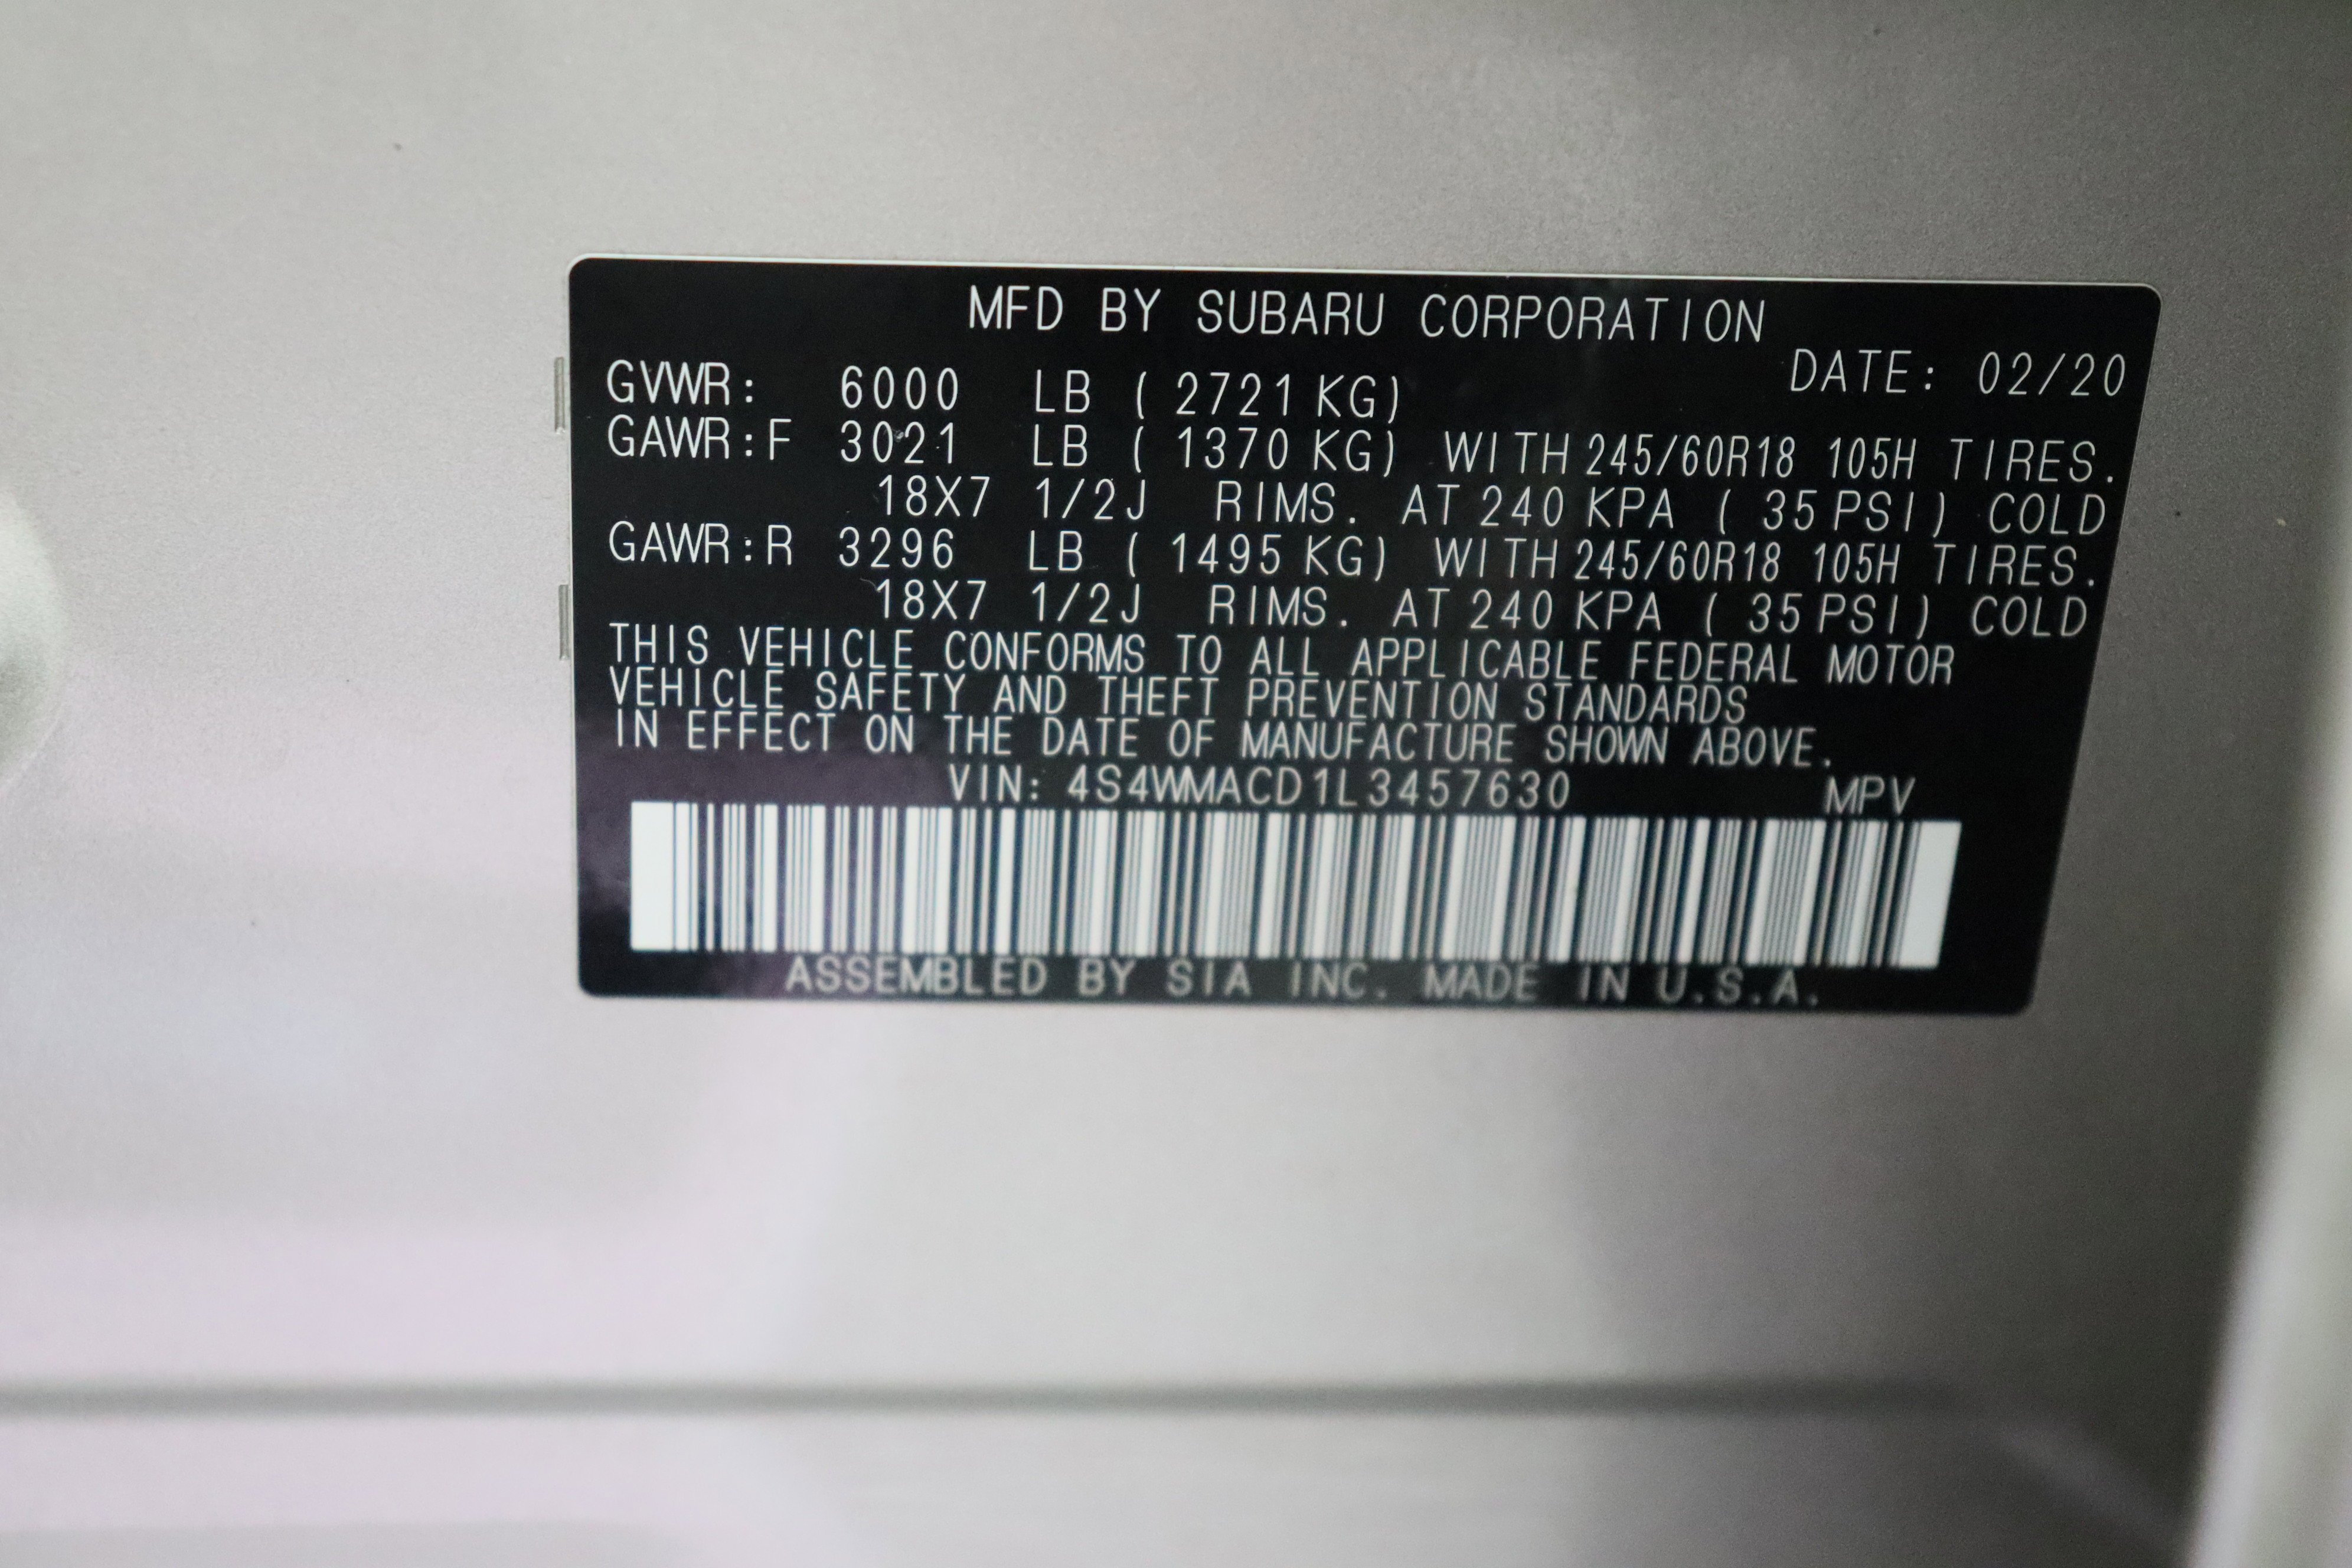 MFD BY SUBARU CORPORATION
DATE: 02/20
GVWR: 6000 LB ( 2721 KG)
GAWR:F 3021 LB ( 1370 KG) WITH 245/60R18 105H TIRES.
18X7 1/2J RIMS. AT 240 KPA ( 35 PSI) COLD
GAWR:R 3296 LB ( 1495 KG) WITH 245/60R18 105H TIRES.
18X7 1/2J RIMS. AT 240 KPA ( 35 PSI) COLD
THIS VEHICLE CONFORMS TO ALL APPLICABLE FEDERAL MOTOR
VEHICLE SAFETY AND THEFT PREVENTION STANDARDS
IN EFFECT ON THE DATE OF MANUFACTURE SHOWN ABOVE.
VIN: 4S4WMACD1L3457630 MPV
ASSEMBLED BY SIA INC. MADE IN U.S.A.